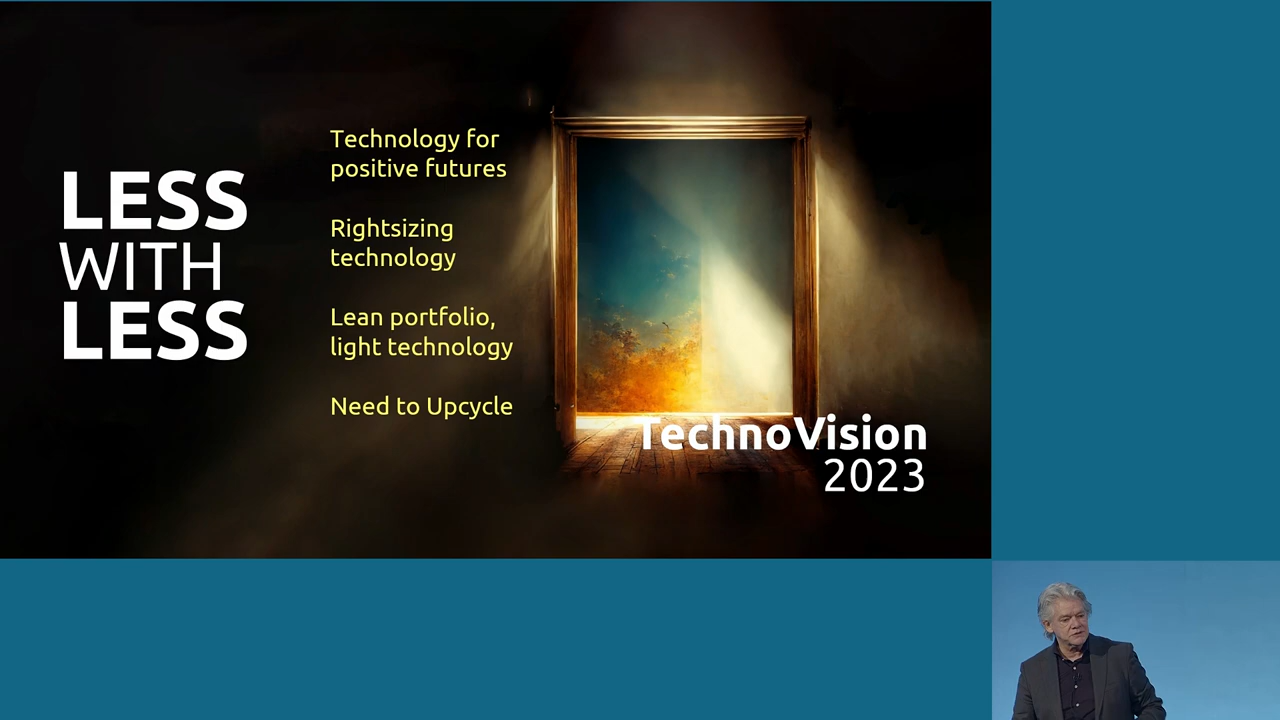 LESS
WITH
LESS
Technology for
positive futures
Rightsizing
technology
Lean portfolio,
light technology
Need to Upcycle
TechnoVision
2023